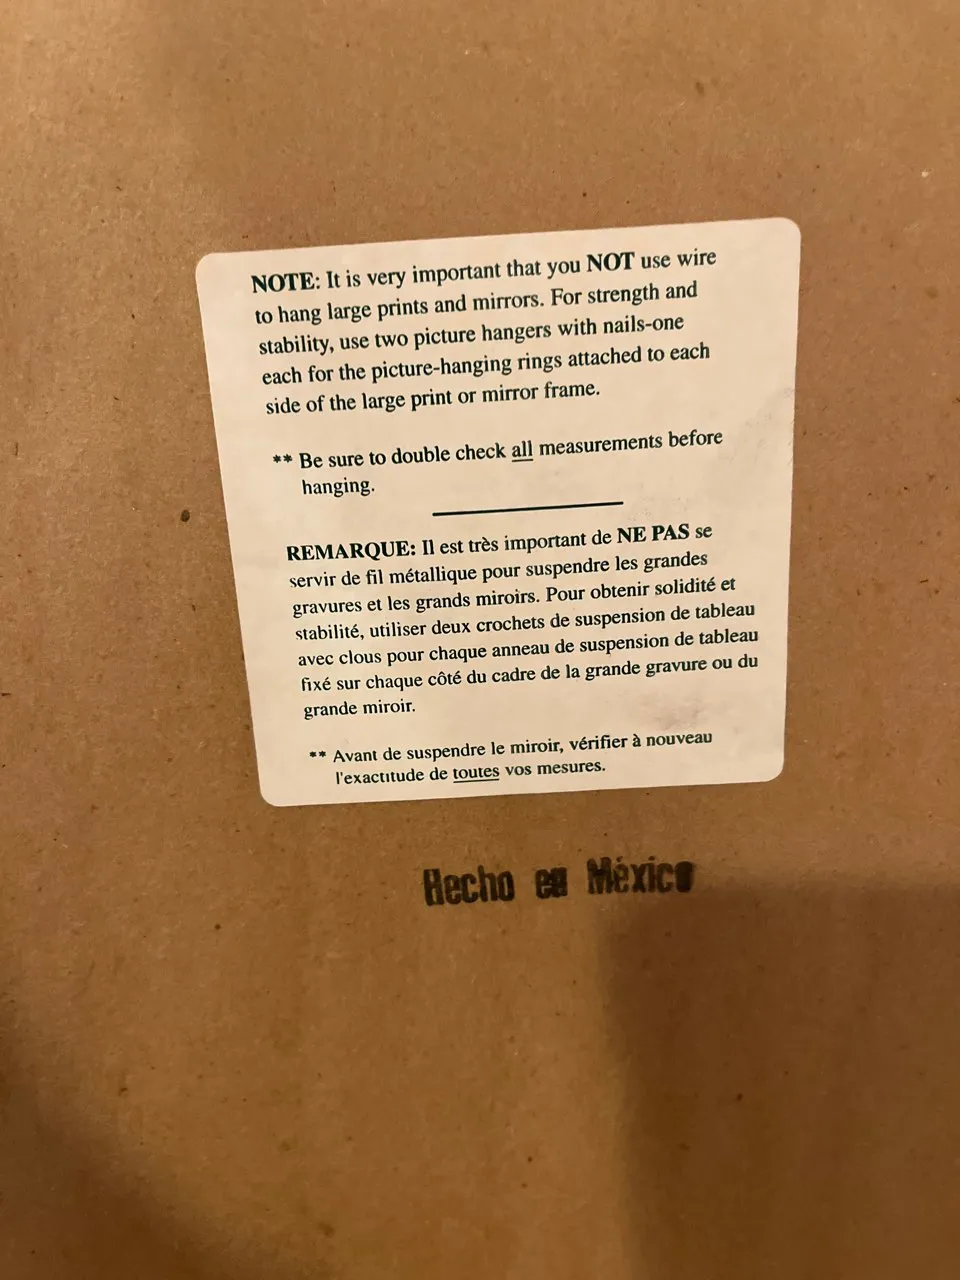 NOTE: It is very important that you NOT use wire
to hang large prints and mirrors. For strength and
stability, use two picture hangers with nails-one
each for the picture-hanging rings attached to each
side of the large print or mirror frame.
** Be sure to double check all measurements before
hanging.
REMARQUE: Il est très important de NE PAS se
servir de fil métallique pour suspendre les grandes
gravures et les grands miroirs. Pour obtenir solidité et
stabilité, utiliser deux crochets de suspension de tableau
avec clous pour chaque anneau de suspension de tableau
fixé sur chaque côté du cadre de la grande gravure ou du
grande miroir.
** Avant de suspendre le miroir, vérifier à nouveau
l'exactitude de toutes vos mesures.
Hecho en México